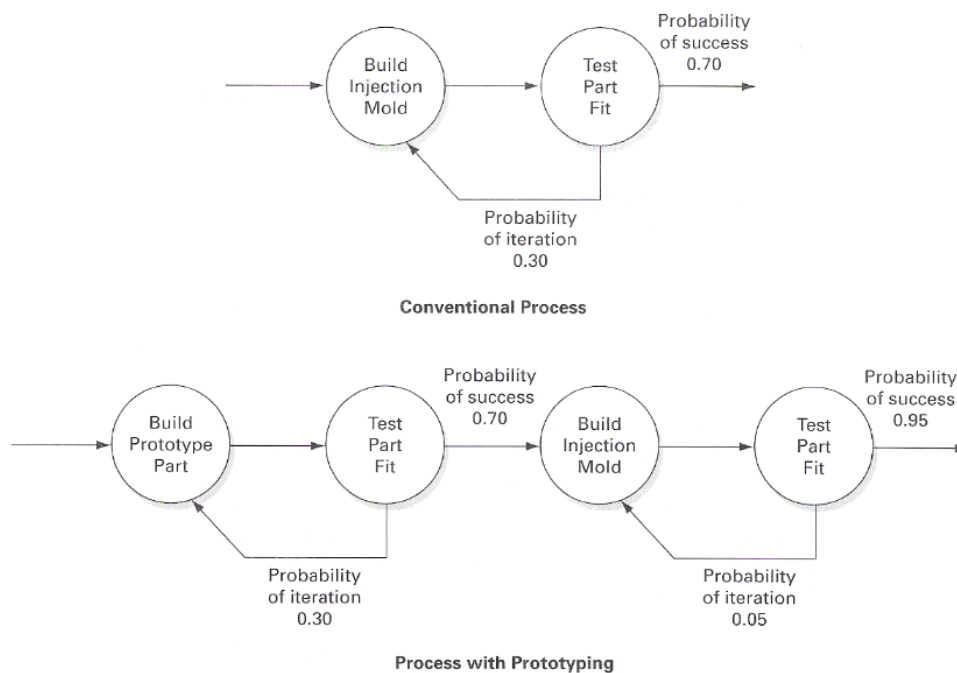 Probability
of success
0.70
Build
Injection
Mold
Test
Part
Fit
Probability
of iteration
0.30
Conventional Process
Probability
of success
0.70
Probability
of success
0.95
Build
Prototype
Part
Test
Part
Fit
Build
Injection
Mold
Test
Part
Fit
Probability
of iteration
0.30
Probability
of iteration
0.05
Process with Prototyping